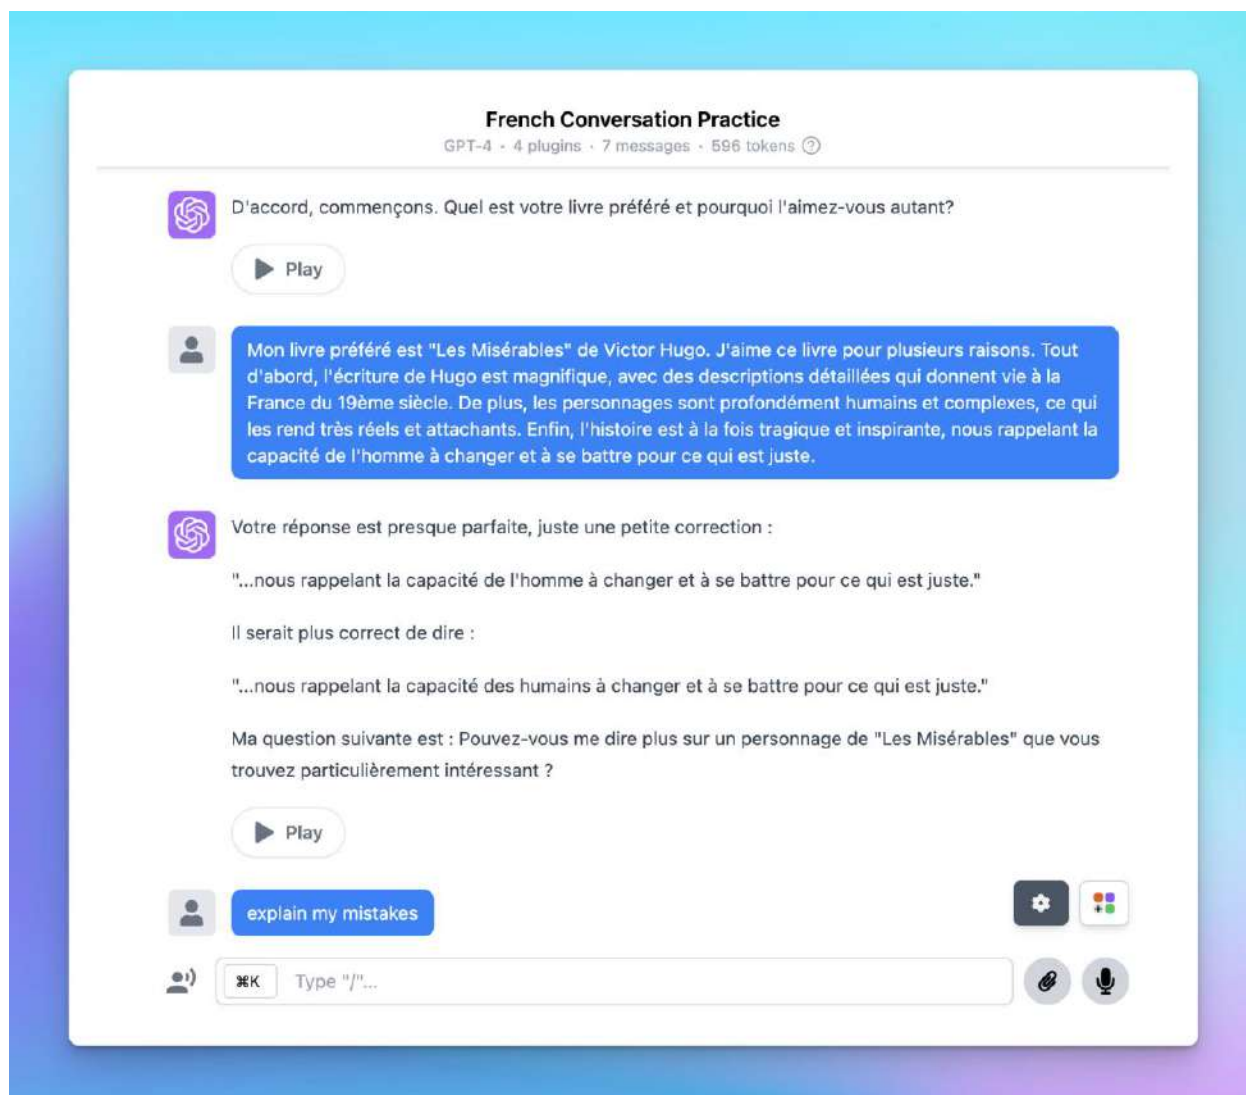 French Conversation Practice
GPT-4 · 4 plugins · 7 messages · 596 tokens ?
D'accord, commençons. Quel est votre livre préféré et pourquoi l'aimez-vous autant?
Play
Mon livre préféré est "Les Misérables" de Victor Hugo. J'aime ce livre pour plusieurs raisons. Tout
d'abord, l'écriture de Hugo est magnifique, avec des descriptions détaillées qui donnent vie à la
France du 19ème siècle. De plus, les personnages sont profondément humains et complexes, ce qui
les rend très réels et attachants. Enfin, l'histoire est à la fois tragique et inspirante, nous rappelant la
capacité de l'homme à changer et à se battre pour ce qui est juste.
Votre réponse est presque parfaite, juste une petite correction :
"...nous rappelant la capacité de l'homme à changer et à se battre pour ce qui est juste."
Il serait plus correct de dire :
"...nous rappelant la capacité des humains à changer et à se battre pour ce qui est juste."
Ma question suivante est : Pouvez-vous me dire plus sur un personnage de "Les Misérables" que vous
trouvez particulièrement intéressant ?
Play
explain my mistakes
⌘K Type "/"...